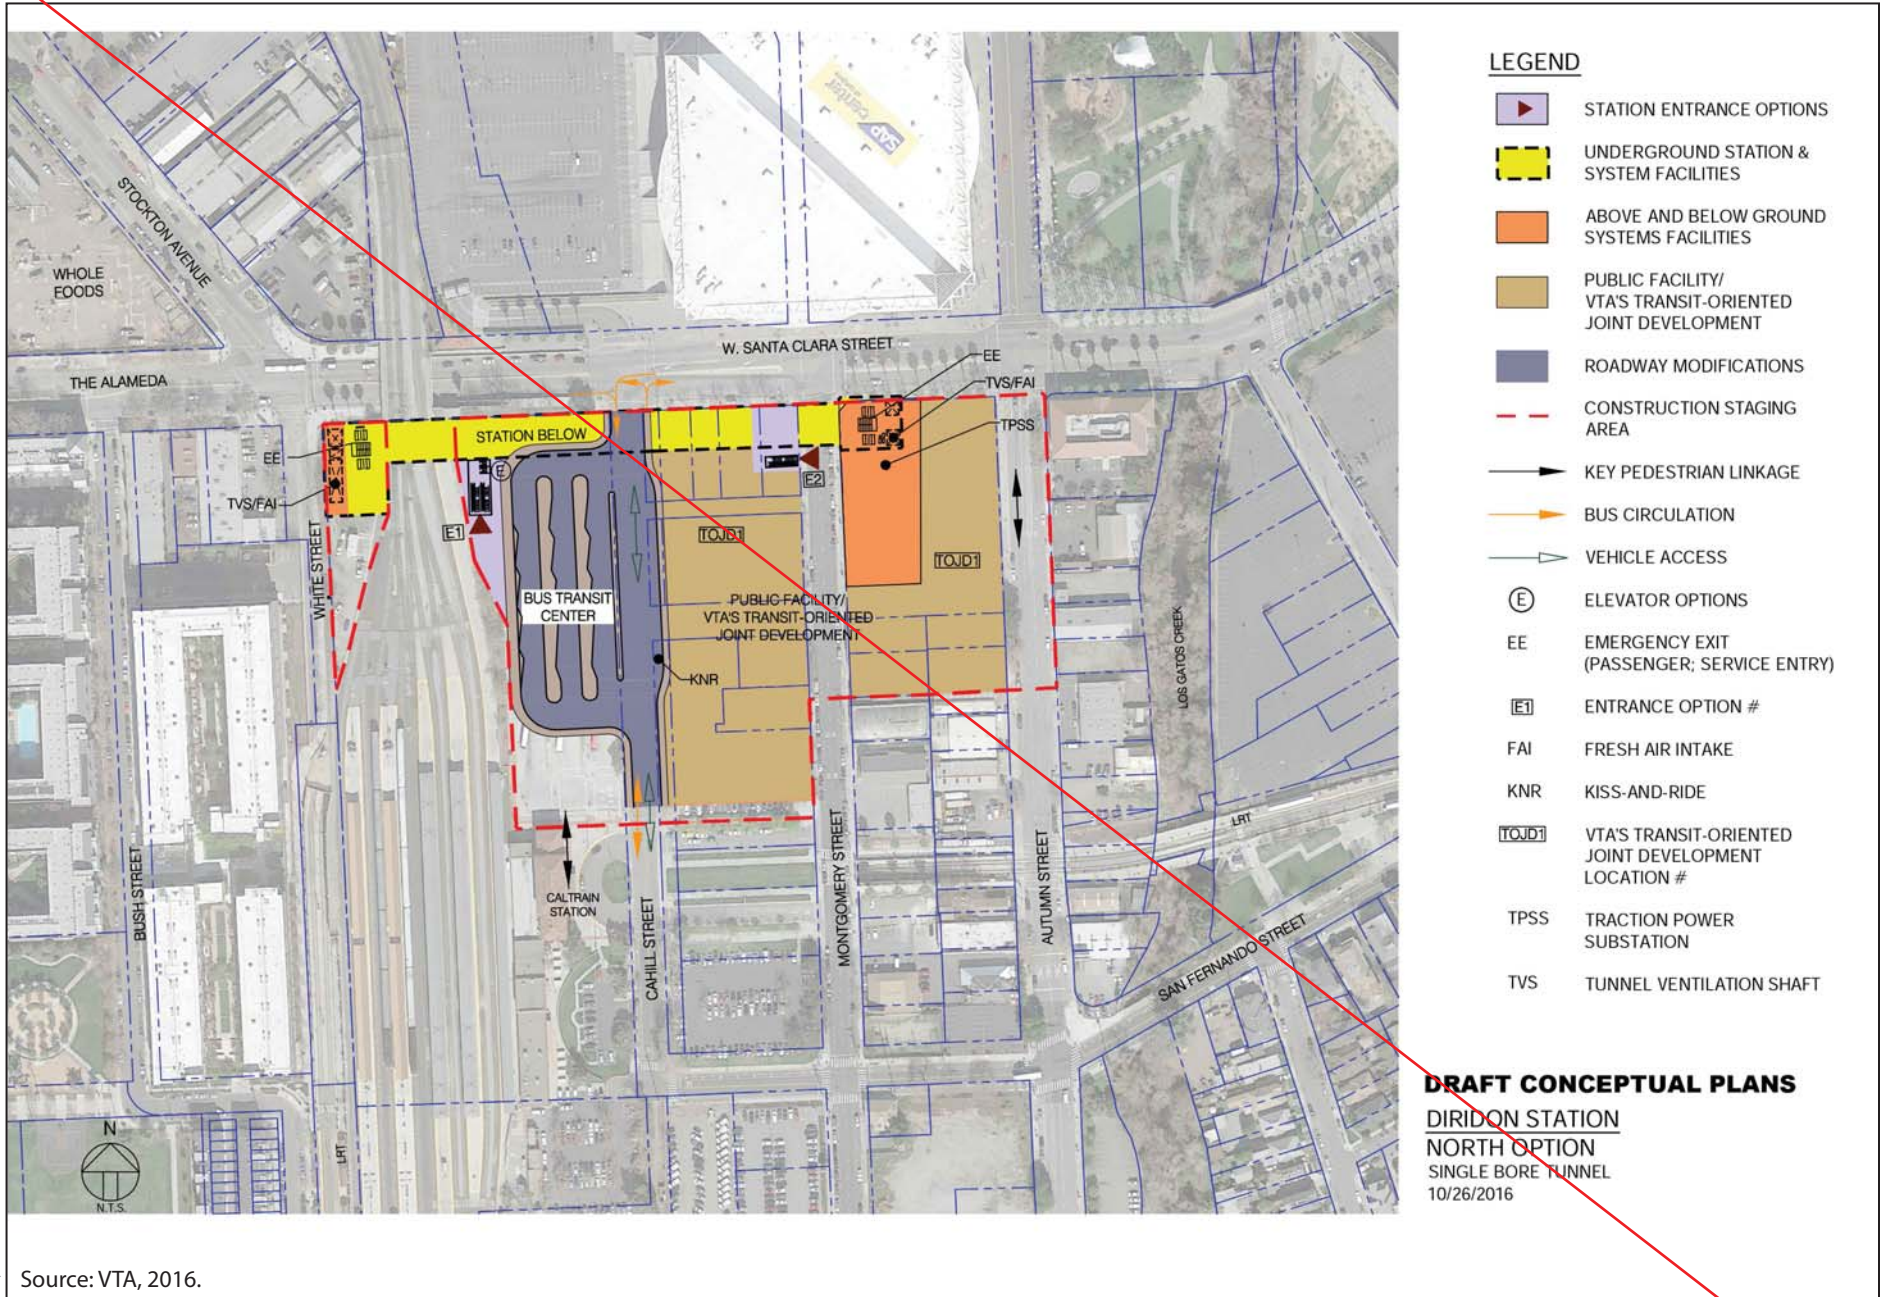 STOCKTON AVENUE
WHOLE
FOODS
SAP
center
THE ALAMEDA
W. SANTA CLARA STREET
EE
TVS/FAI
TPSS
STATION BELOW
EE
TVS/FAI
E
E1
E2
WHITE STREET
TOJD1
TOJD1
BUS TRANSIT
CENTER
PUBLIC FACILITY/
VTA'S TRANSIT-ORIENTED
JOINT DEVELOPMENT
KNR
LOS GATOS CREEK
LRT
BUSH STREET
CALTRAIN
STATION
CAHILL STREET
MONTGOMERY STREET
AUTUMN STREET
SAN FERNANDO STREET
LRT
N
N.T.S.
LEGEND
STATION ENTRANCE OPTIONS
UNDERGROUND STATION &
SYSTEM FACILITIES
ABOVE AND BELOW GROUND
SYSTEMS FACILITIES
PUBLIC FACILITY/
VTA'S TRANSIT-ORIENTED
JOINT DEVELOPMENT
ROADWAY MODIFICATIONS
CONSTRUCTION STAGING
AREA
KEY PEDESTRIAN LINKAGE
BUS CIRCULATION
VEHICLE ACCESS
E ELEVATOR OPTIONS
EE EMERGENCY EXIT
(PASSENGER; SERVICE ENTRY)
E1 ENTRANCE OPTION #
FAI FRESH AIR INTAKE
KNR KISS-AND-RIDE
TOJD1 VTA'S TRANSIT-ORIENTED
JOINT DEVELOPMENT
LOCATION #
TPSS TRACTION POWER
SUBSTATION
TVS TUNNEL VENTILATION SHAFT
DRAFT CONCEPTUAL PLANS
DIRIDON STATION
NORTH OPTION
SINGLE BORE TUNNEL
10/26/2016
Source: VTA, 2016.